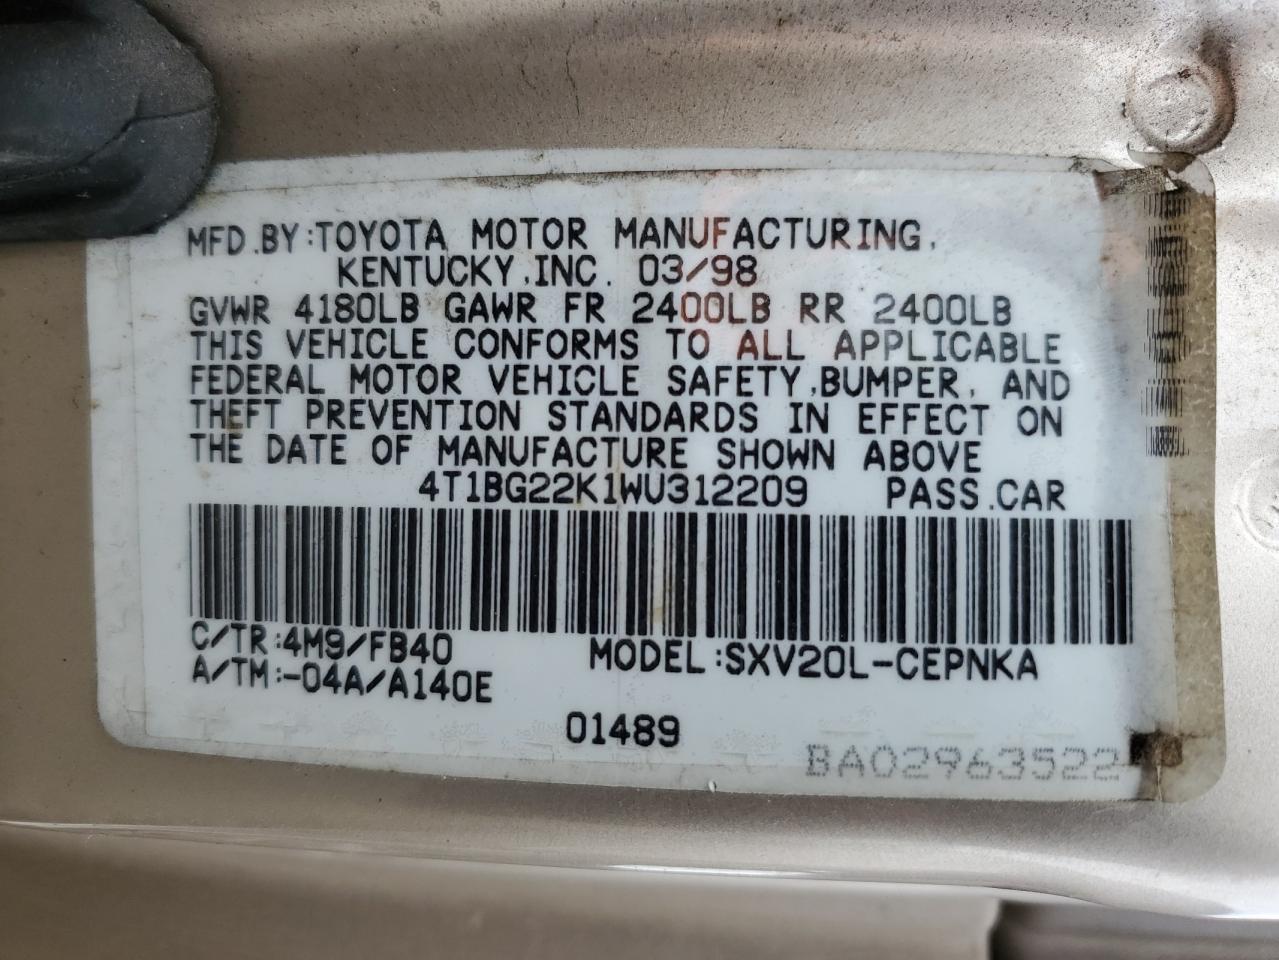 MFD.BY:TOYOTA MOTOR MANUFACTURING,
KENTUCKY,INC. 03/98
GVWR 4180LB GAWR FR 2400LB RR 2400LB
THIS VEHICLE CONFORMS TO ALL APPLICABLE
FEDERAL MOTOR VEHICLE SAFETY,BUMPER, AND
THEFT PREVENTION STANDARDS IN EFFECT ON
THE DATE OF MANUFACTURE SHOWN ABOVE
4T1BG22K1WU312209 PASS.CAR
C/TR:4M9/FB40 MODEL:SXV20L-CEPNKA
A/TM:-04A/A140E
01489
BA02963522